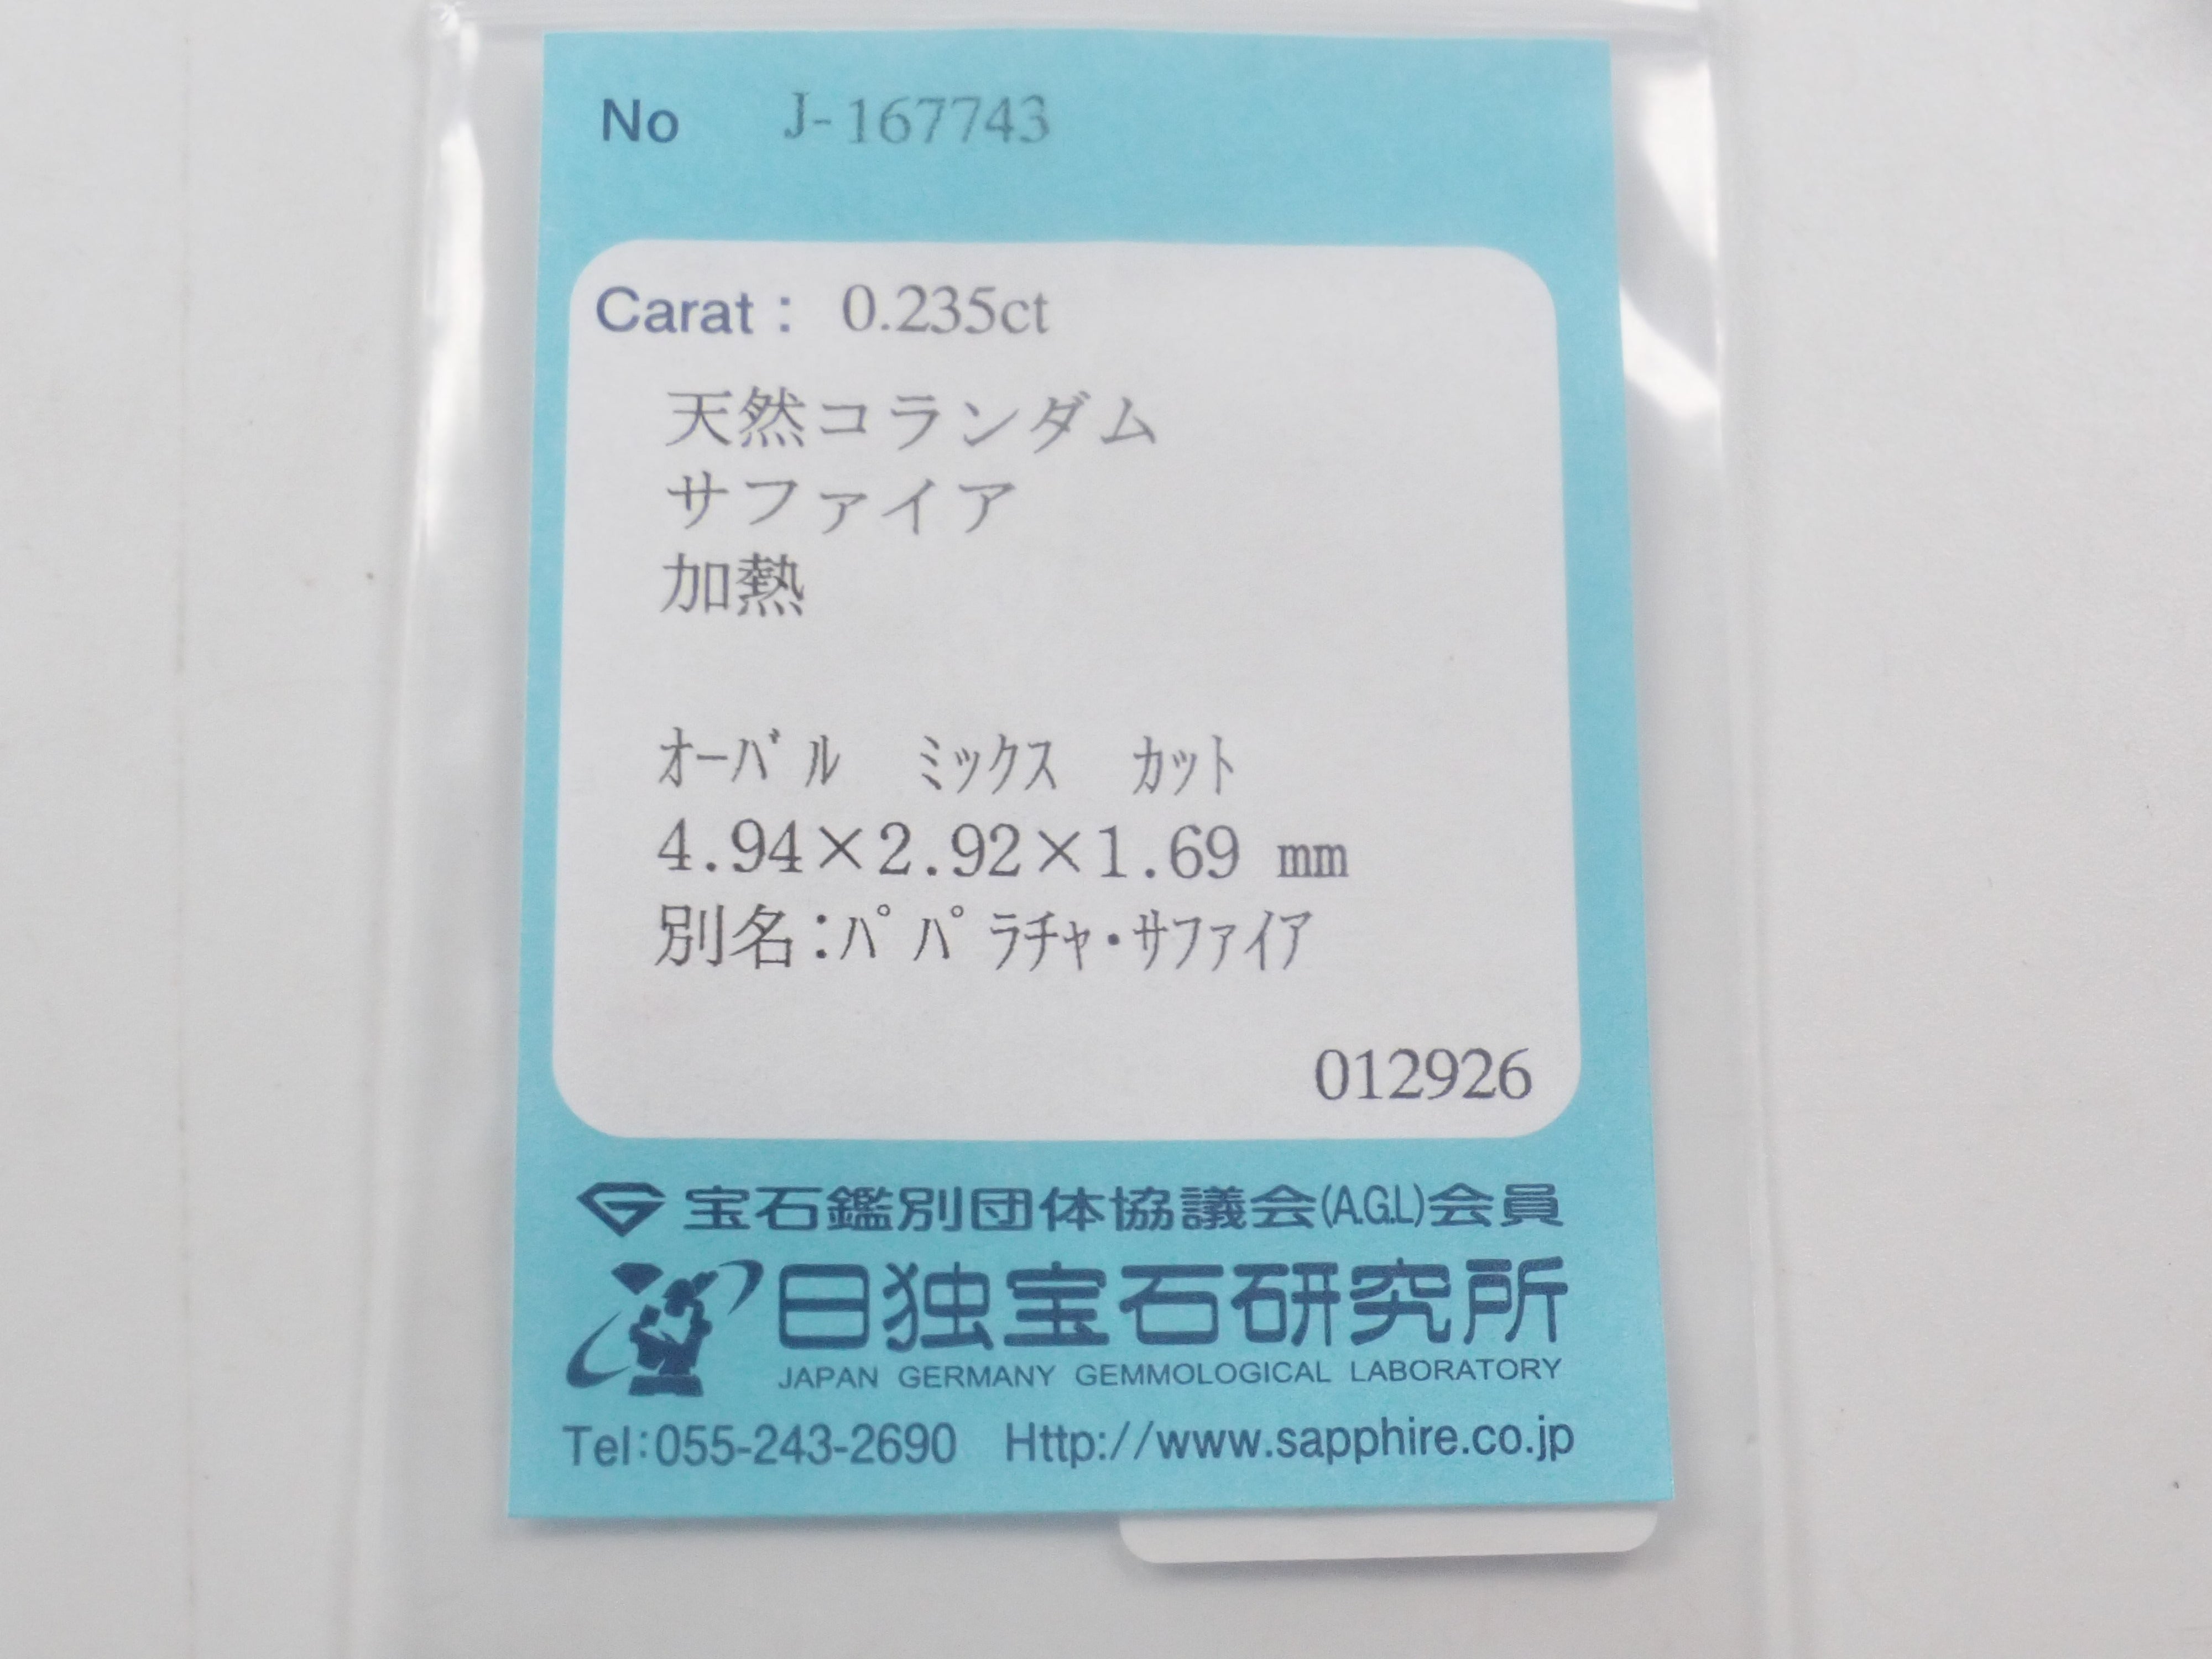 No J-167743
Carat : 0.235ct
天然コランダム
サファイア
加熱
ｵｰﾊﾞﾙ ﾐｯｸｽ ｶｯﾄ
4.94×2.92×1.69 mm
別名:ﾊﾟﾊﾟﾗﾁｬ･ｻﾌｧｲｱ
012926
宝石鑑別団体協議会(A.G.L)会員
日独宝石研究所
JAPAN GERMANY GEMMOLOGICAL LABORATORY
Tel:055-243-2690 Http://www.sapphire.co.jp